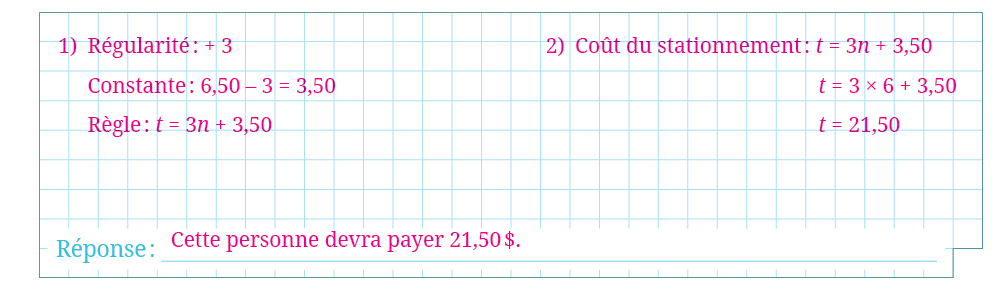 1) Régularité : + 3
Constante : 6,50 – 3 = 3,50
Règle : t = 3n + 3,50
2) Coût du stationnement : t = 3n + 3,50
t = 3 × 6 + 3,50
t = 21,50
Réponse : Cette personne devra payer 21,50 $.